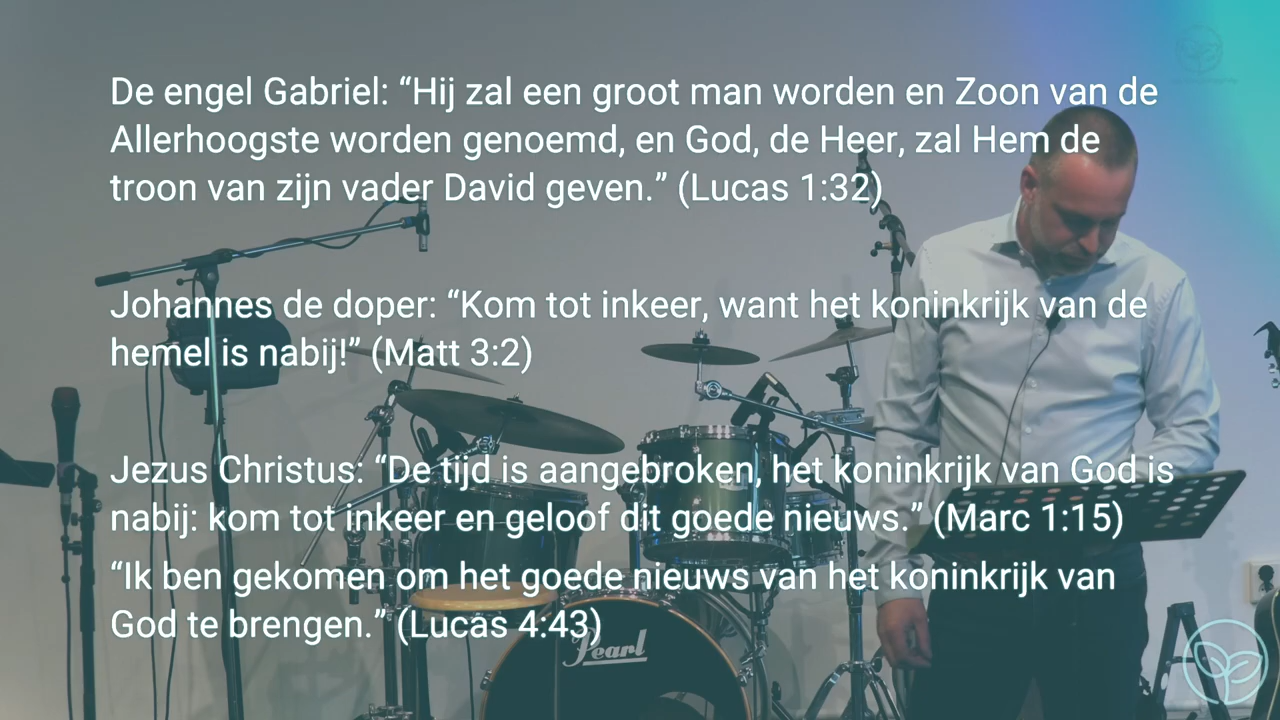 De engel Gabriel: “Hij zal een groot man worden en Zoon van de
Allerhoogste worden genoemd, en God, de Heer, zal Hem de
troon van zijn vader David geven.” (Lucas 1:32)
Johannes de doper: “Kom tot inkeer, want het koninkrijk van de
hemel is nabij!” (Matt 3:2)
Jezus Christus: “De tijd is aangebroken, het koninkrijk van God is
nabij: kom tot inkeer en geloof dit goede nieuws.” (Marc 1:15)
“Ik ben gekomen om het goede nieuws van het koninkrijk van
God te brengen.” (Lucas 4:43)
Pearl